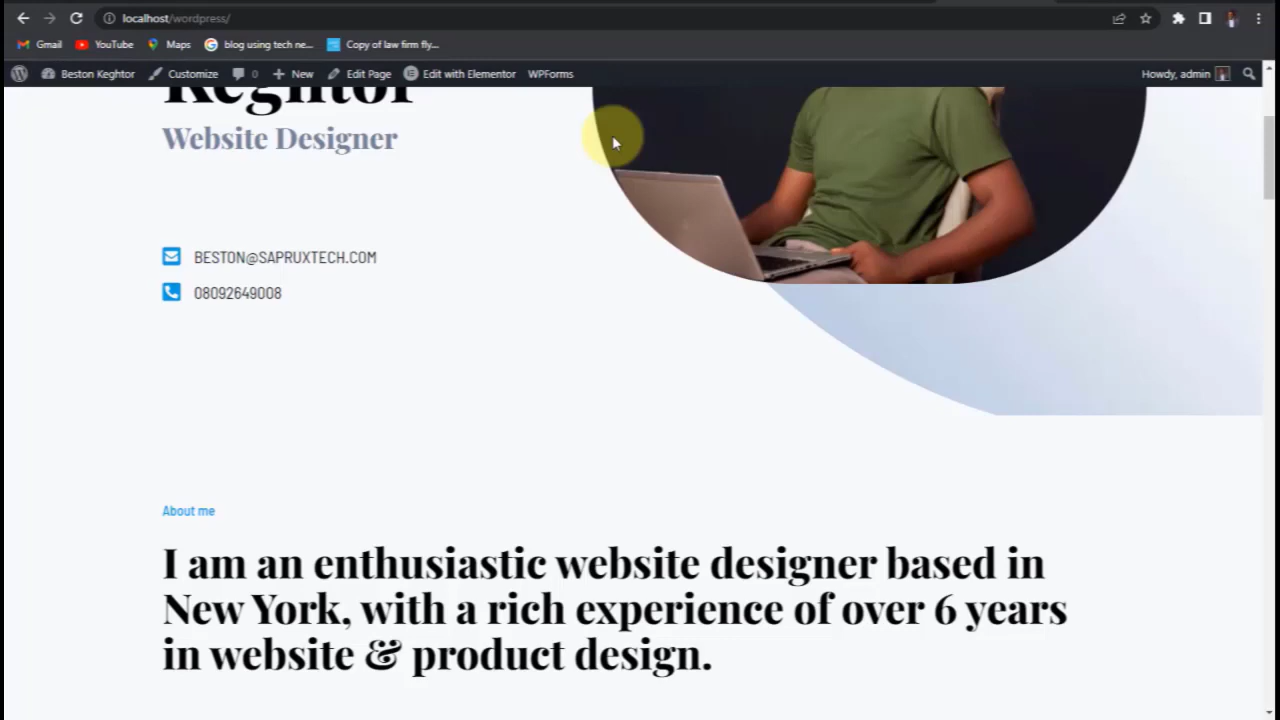 localhost/wordpress/
Gmail YouTube Maps blog using tech ne... Copy of law firm fly...
Beston Keghtor Customize 0 New Edit Page Edit with Elementor WPForms Howdy, admin
Keghtor
Website Designer
BESTON@SAPRUXTECH.COM
08092649008
About me
I am an enthusiastic website designer based in
New York, with a rich experience of over 6 years
in website & product design.